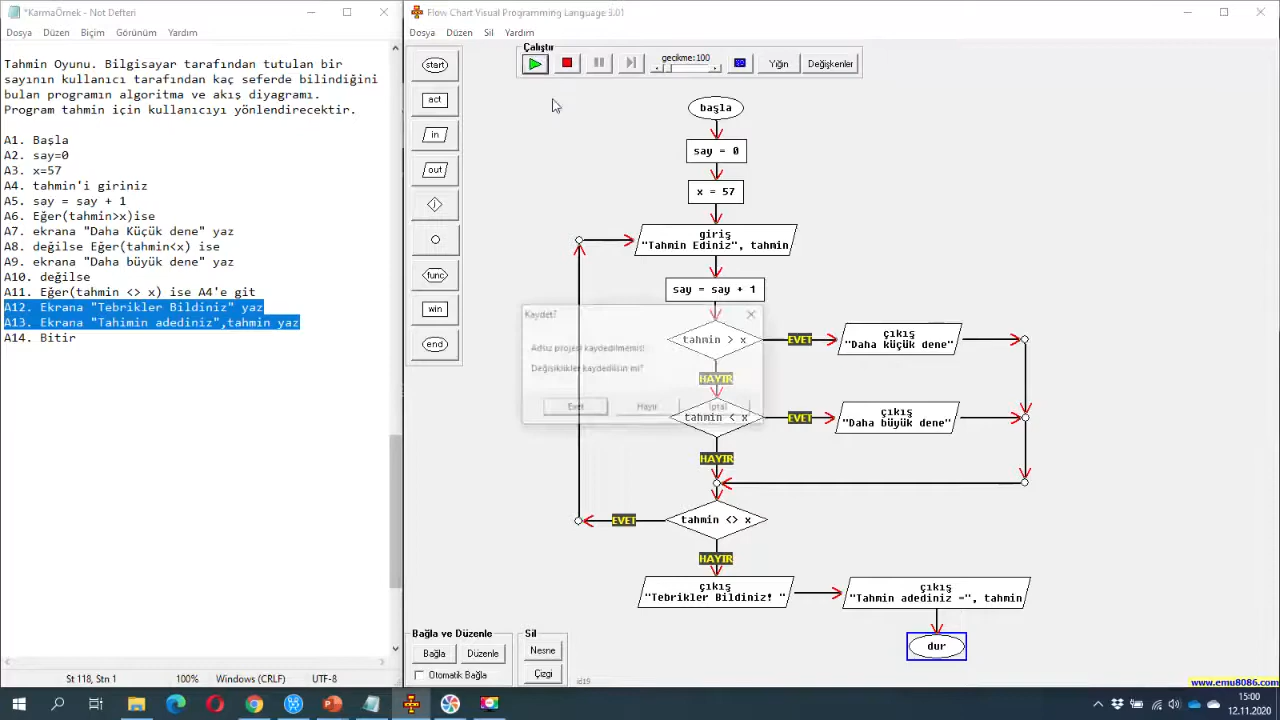 *KarmaÖrnek - Not Defteri
Dosya Düzen Biçim Görünüm Yardım
Tahmin Oyunu. Bilgisayar tarafından tutulan bir
sayının kullanıcı tarafından kaç seferde bilindiğini
bulan programın algoritma ve akış diyagramı.
Program tahmin için kullanıcıyı yönlendirecektir.
A1. Başla
A2. say=0
A3. x=57
A4. tahmin'i giriniz
A5. say = say + 1
A6. Eğer(tahmin>x)ise
A7. ekrana "Daha Küçük dene" yaz
A8. değilse Eğer(tahmin<x) ise
A9. ekrana "Daha büyük dene" yaz
A10. değilse
A11. Eğer(tahmin <> x) ise A4'e git
A12. Ekrana "Tebrikler Bildiniz" yaz
A13. Ekrana "Tahimin adediniz",tahmin yaz
A14. Bitir
St 118, Stn 1 100% Windows (CRLF) UTF-8
Flow Chart Visual Programming Language 3.01
Dosya Düzen Sil Yardım
Çalıştır
gecikme:100
Yığın
Değişkenler
start
act
in
out
i
func
win
end
başla
say = 0
x = 57
giriş
"Tahmin Ediniz", tahmin
say = say + 1
tahmin > x
EVET
çıkış
"Daha küçük dene"
HAYIR
tahmin < x
EVET
çıkış
"Daha büyük dene"
HAYIR
tahmin <> x
EVET
HAYIR
çıkış
"Tebrikler Bildiniz! "
çıkış
"Tahmin adediniz =", tahmin
dur
Kaydet?
Adsız projesi kaydedilmemiş!
Değişiklikler kaydedilsin mi?
Evet Hayır İptal
Bağla ve Düzenle
Bağla Düzenle
Otomatik Bağla
Sil
Nesne
Çizgi
id19
www.emu8086.com
15:00
12.11.2020